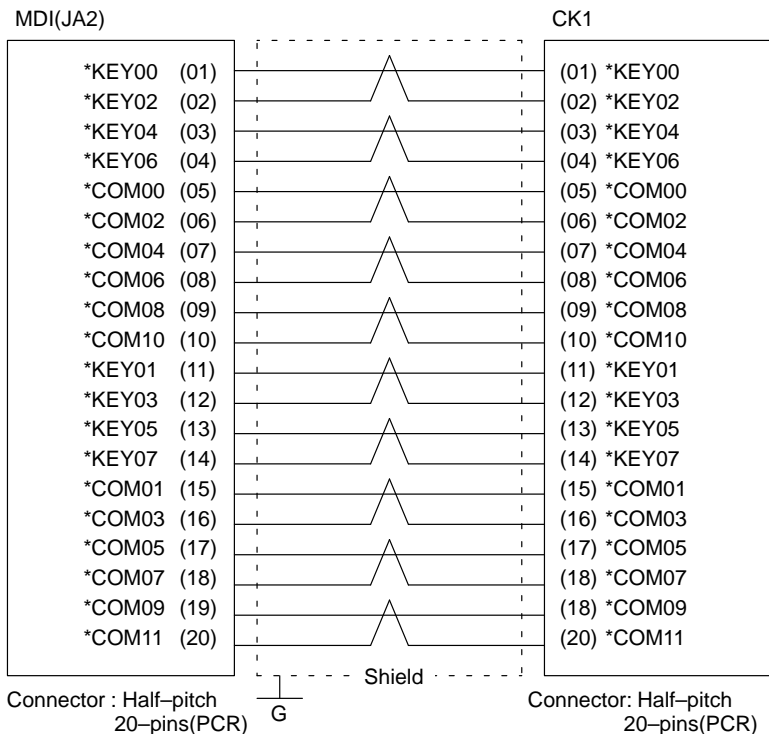 MDI(JA2) CK1
*KEY00 (01) (01) *KEY00
*KEY02 (02) (02) *KEY02
*KEY04 (03) (03) *KEY04
*KEY06 (04) (04) *KEY06
*COM00 (05) (05) *COM00
*COM02 (06) (06) *COM02
*COM04 (07) (07) *COM04
*COM06 (08) (08) *COM06
*COM08 (09) (09) *COM08
*COM10 (10) (10) *COM10
*KEY01 (11) (11) *KEY01
*KEY03 (12) (12) *KEY03
*KEY05 (13) (13) *KEY05
*KEY07 (14) (14) *KEY07
*COM01 (15) (15) *COM01
*COM03 (16) (16) *COM03
*COM05 (17) (17) *COM05
*COM07 (18) (18) *COM07
*COM09 (19) (18) *COM09
*COM11 (20) (20) *COM11
Shield
G
Connector : Half–pitch
20–pins(PCR)
Connector: Half–pitch
20–pins(PCR)